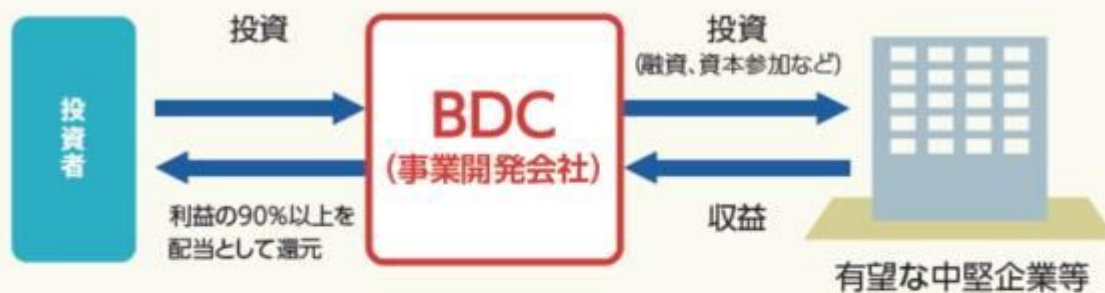 投資
投資
(融資、資本参加など)
投資者
BDC
(事業開発会社)
利益の90%以上を
配当として還元
収益
有望な中堅企業等